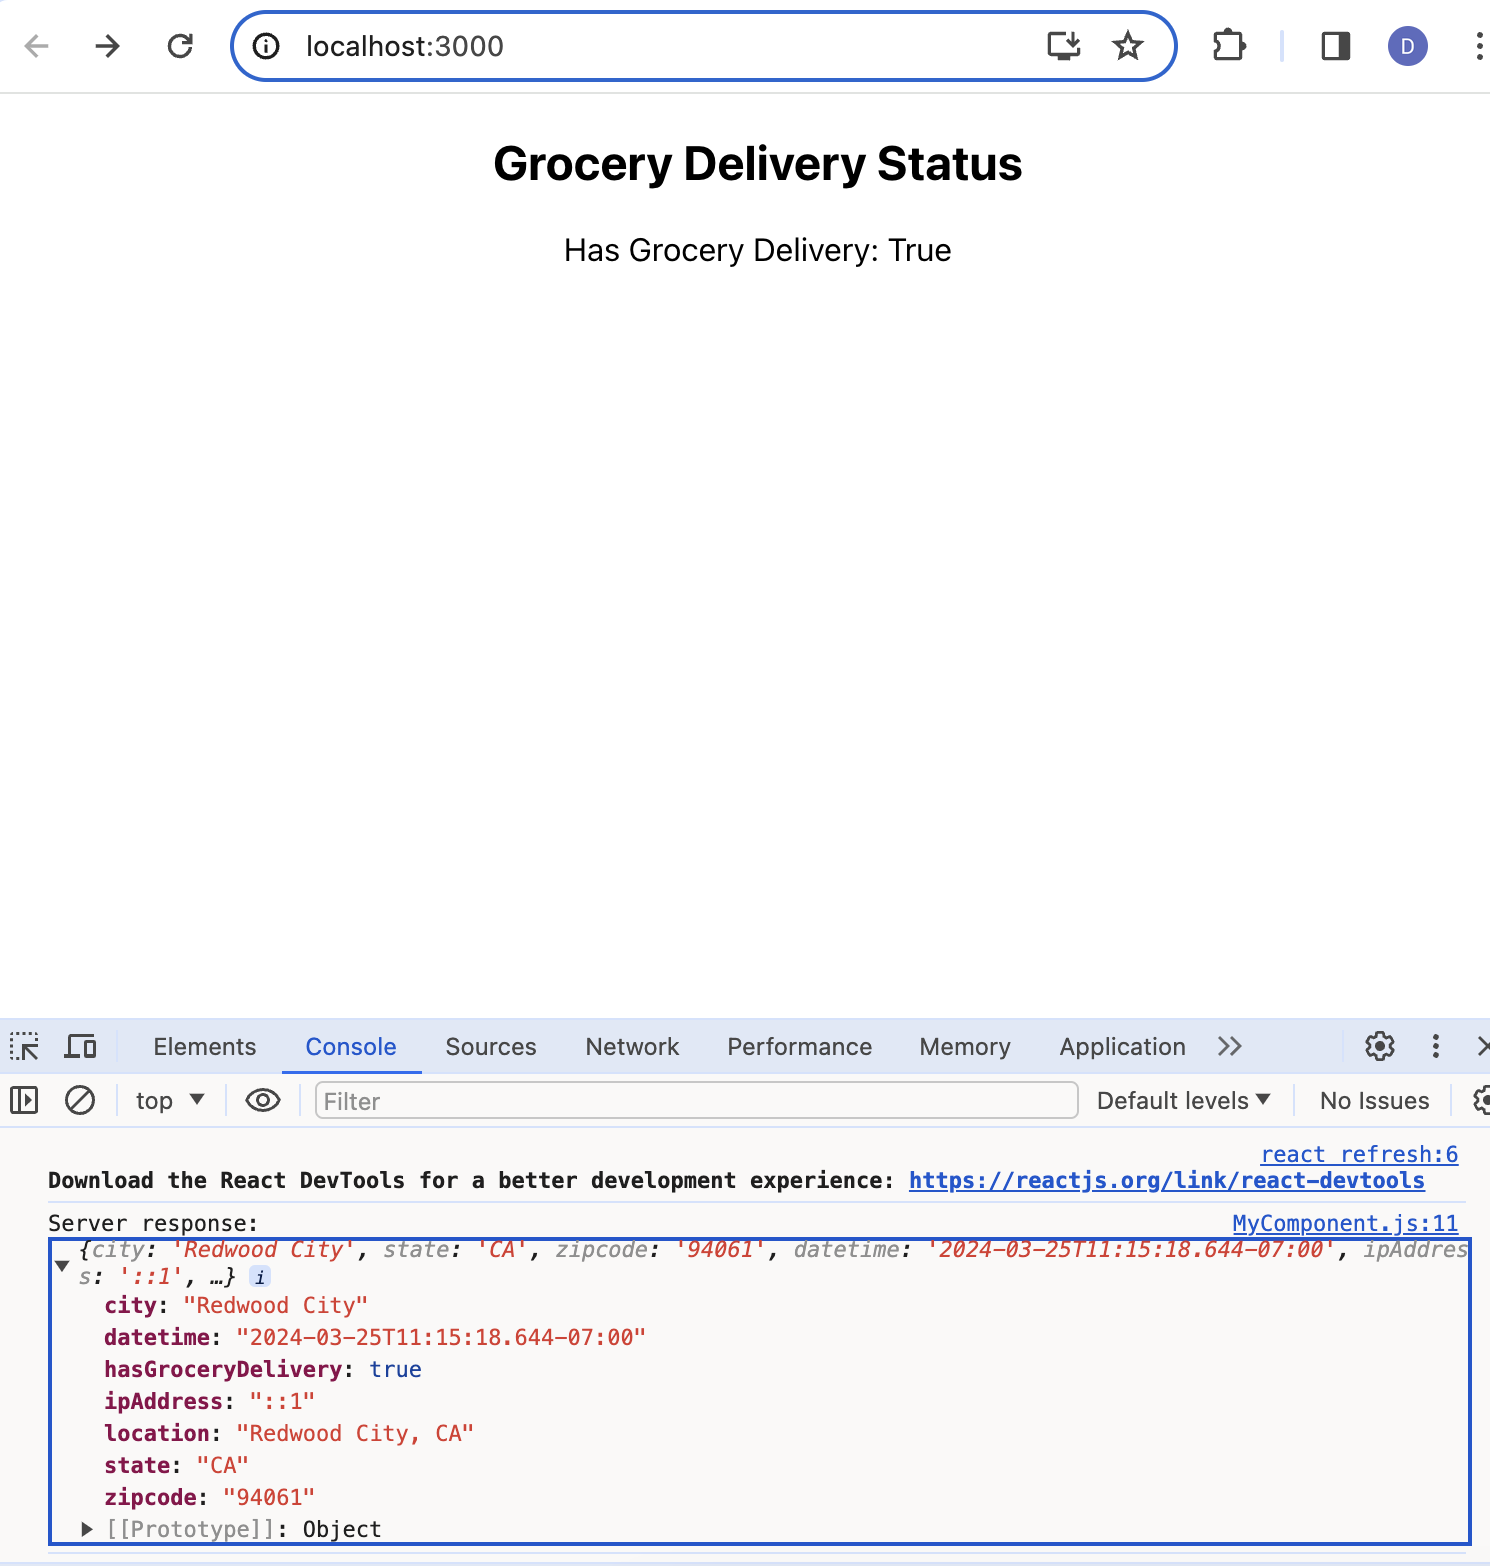 localhost:3000
D
Grocery Delivery Status
Has Grocery Delivery: True
Elements Console Sources Network Performance Memory Application
top Filter Default levels No Issues
react refresh:6
Download the React DevTools for a better development experience: https://reactjs.org/link/react-devtools
Server response: MyComponent.js:11
{city: 'Redwood City', state: 'CA', zipcode: '94061', datetime: '2024-03-25T11:15:18.644-07:00', ipAddres
s: '::1', …} i
city: "Redwood City"
datetime: "2024-03-25T11:15:18.644-07:00"
hasGroceryDelivery: true
ipAddress: "::1"
location: "Redwood City, CA"
state: "CA"
zipcode: "94061"
[[Prototype]]: Object